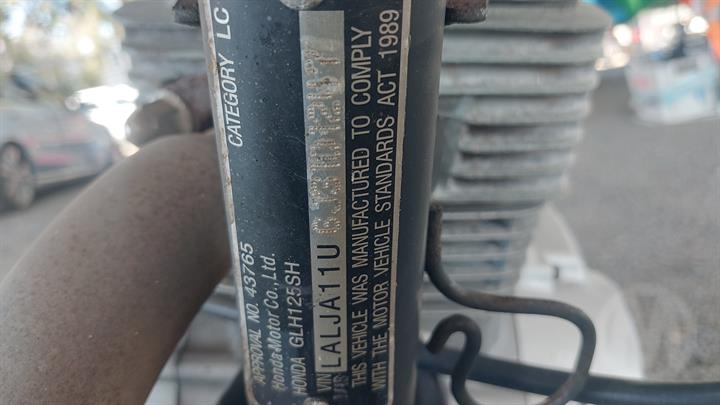 APPROVAL NO. 43765 CATEGORY LC
Honda Motor Co., Ltd.
HONDA GLH125SH
VIN LALJA11U
THIS VEHICLE WAS MANUFACTURED TO COMPLY
WITH THE MOTOR VEHICLE STANDARDS ACT 1989